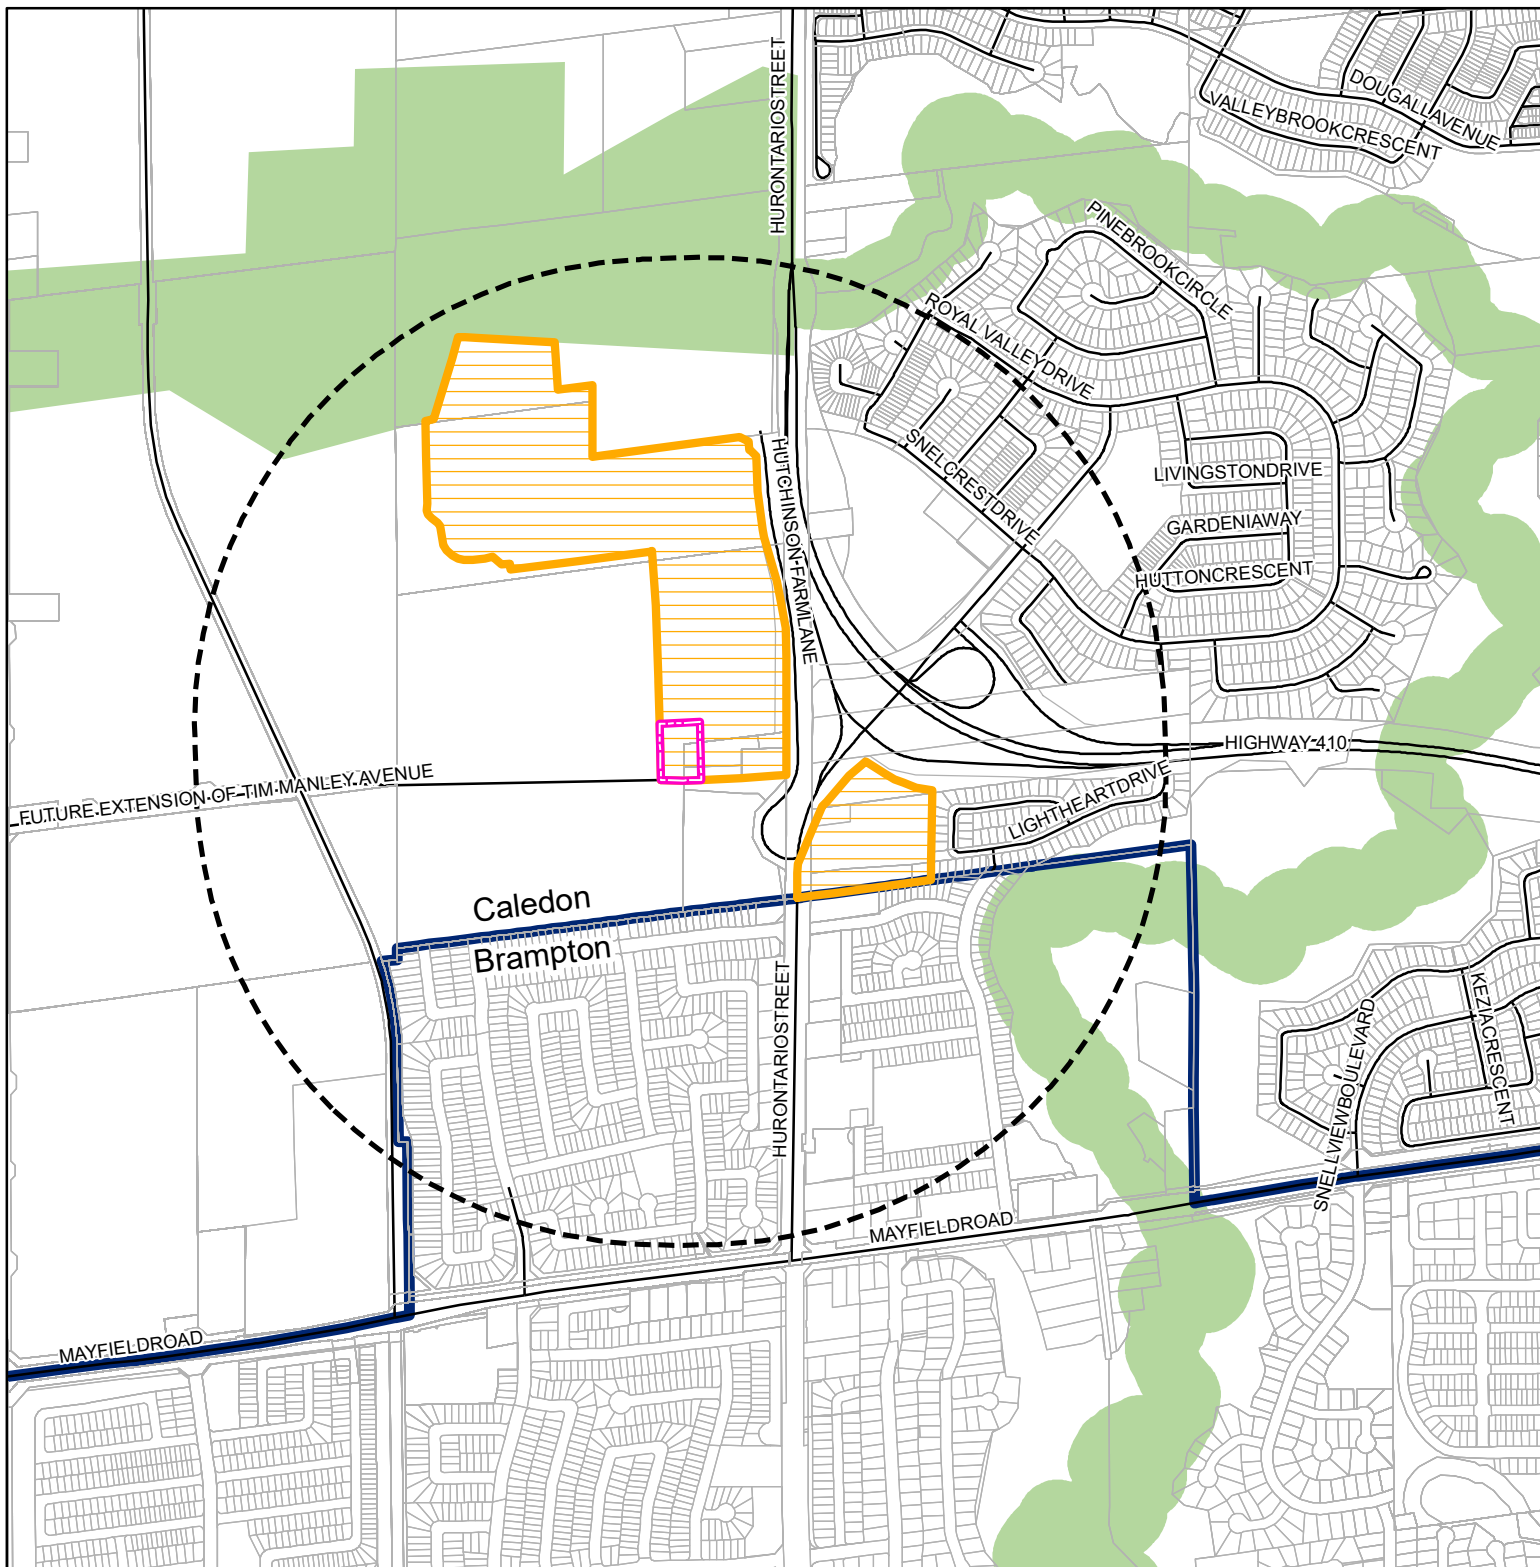 HURONTARIOSTREET
DOUGALLAVENUE
VALLEYBROOKCRESCENT
PINEBROOKCIRCLE
ROYAL VALLEYDRIVE
SNELCRESTDRIVE
LIVINGSTONDRIVE
GARDENIAWAY
HUTTONCRESCENT
HUTCHINSON FARMLANE
HIGHWAY 410
FUTURE EXTENSION OF TIM MANLEY AVENUE
LIGHTHEARTDRIVE
Caledon
Brampton
HURONTARIOSTREET
SNELLVIEWBOULEVARD
KEZIACRESCENT
MAYFIELDROAD
MAYFIELDROAD